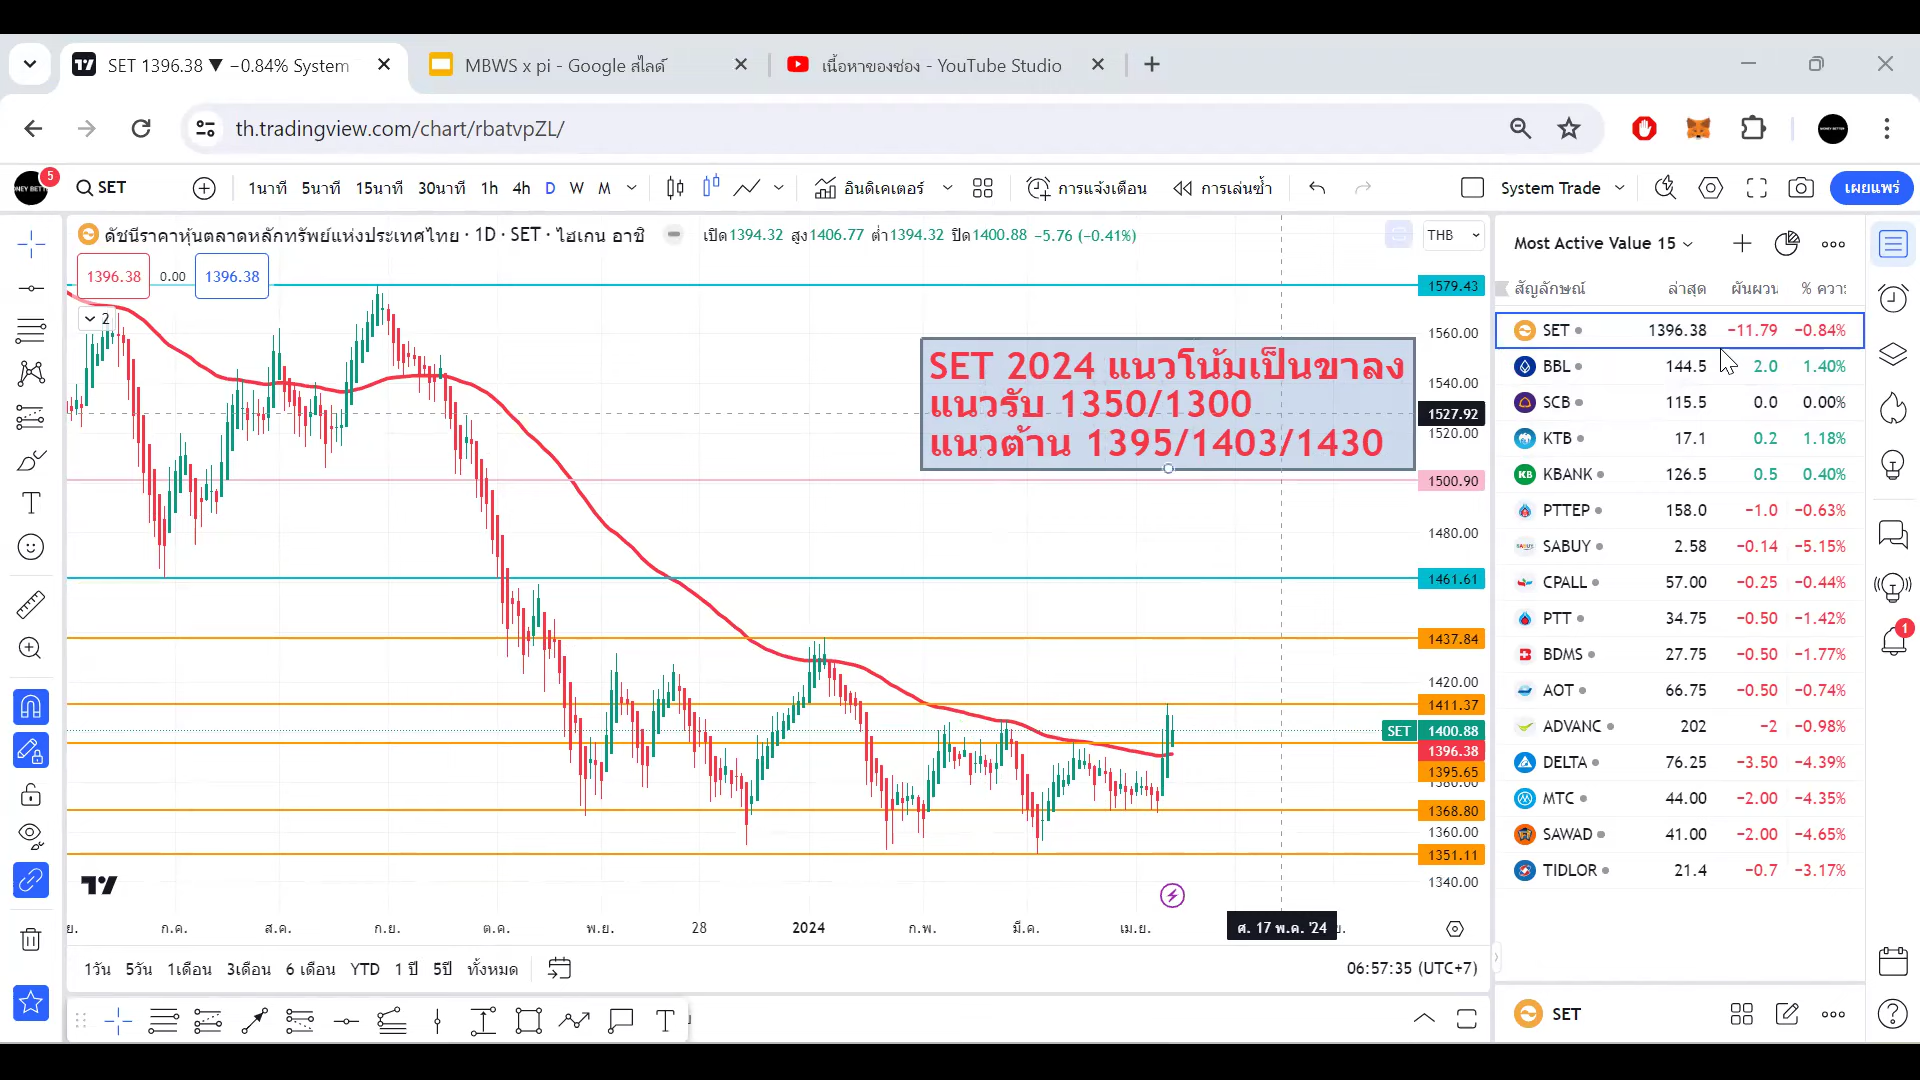 SET 1396.38 ▼ −0.84% System
MBWS x pi - Google สไลด์
เนื้อหาของช่อง - YouTube Studio
th.tradingview.com/chart/rbatvpZL/
5
SET
1นาที 5นาที 15นาที 30นาที 1h 4h D W M
อินดิเคเตอร์
การแจ้งเตือน
การเล่นซ้ำ
System Trade
เผยแพร่
ดัชนีราคาหุ้นตลาดหลักทรัพย์แห่งประเทศไทย · 1D · SET · ไฮเกน อาชิ
เปิด1394.32 สูง1406.77 ต่ำ1394.32 ปิด1400.88 −5.76 (−0.41%)
THB
1396.38 0.00 1396.38
2
SET 2024 แนวโน้มเป็นขาลง
แนวรับ 1350/1300
แนวต้าน 1395/1403/1430
1579.43
1560.00
1540.00
1527.92
1520.00
1500.90
1480.00
1461.61
1437.84
1420.00
1411.37
SET 1400.88
1396.38
1395.65
1380.00
1368.80
1360.00
1351.11
1340.00
ก.ค. ส.ค. ก.ย. ต.ค. พ.ย. 28 2024 ก.พ. มี.ค. เม.ย. ศ. 17 พ.ค. '24
1วัน 5วัน 1เดือน 3เดือน 6 เดือน YTD 1 ปี 5ปี ทั้งหมด
06:57:35 (UTC+7)
Most Active Value 15
สัญลักษณ์ ล่าสุด ผันผวน % ความ
SET 1396.38 −11.79 −0.84%
BBL 144.5 2.0 1.40%
SCB 115.5 0.0 0.00%
KTB 17.1 0.2 1.18%
KBANK 126.5 0.5 0.40%
PTTEP 158.0 −1.0 −0.63%
SABUY 2.58 −0.14 −5.15%
CPALL 57.00 −0.25 −0.44%
PTT 34.75 −0.50 −1.42%
BDMS 27.75 −0.50 −1.77%
AOT 66.75 −0.50 −0.74%
ADVANC 202 −2 −0.98%
DELTA 76.25 −3.50 −4.39%
MTC 44.00 −2.00 −4.35%
SAWAD 41.00 −2.00 −4.65%
TIDLOR 21.4 −0.7 −3.17%
SET
1